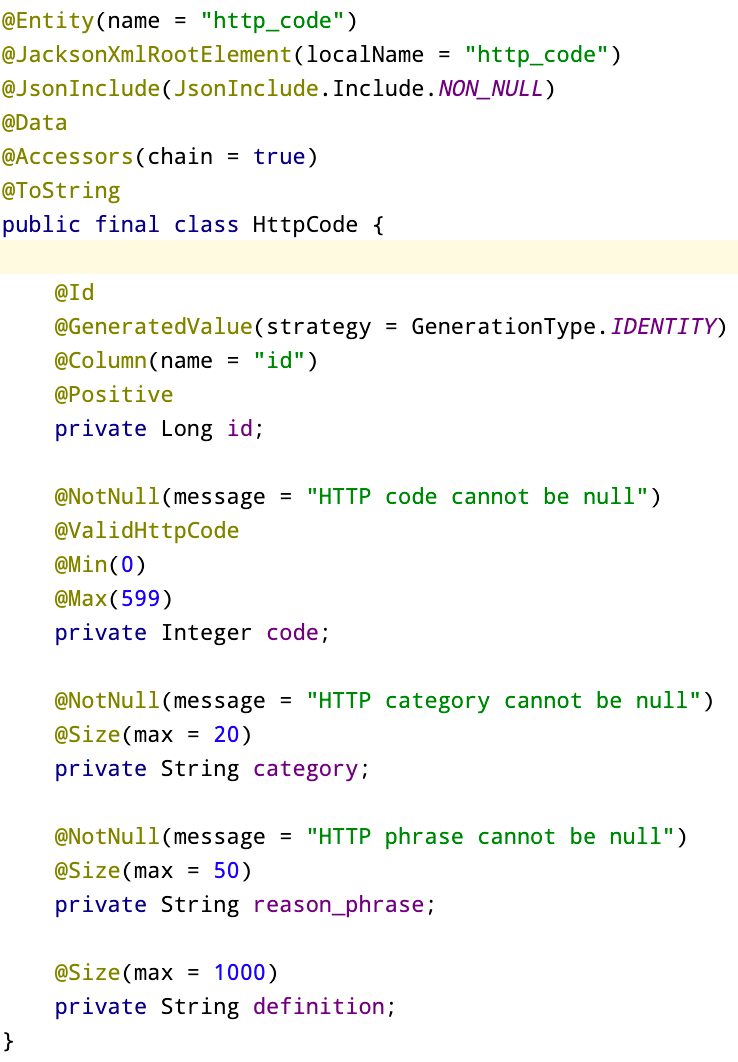 @Entity(name = "http_code")
@JacksonXmlRootElement(localName = "http_code")
@JsonInclude(JsonInclude.Include.NON_NULL)
@Data
@Accessors(chain = true)
@ToString
public final class HttpCode {
@Id
@GeneratedValue(strategy = GenerationType.IDENTITY)
@Column(name = "id")
@Positive
private Long id;
@NotNull(message = "HTTP code cannot be null")
@ValidHttpCode
@Min(0)
@Max(599)
private Integer code;
@NotNull(message = "HTTP category cannot be null")
@Size(max = 20)
private String category;
@NotNull(message = "HTTP phrase cannot be null")
@Size(max = 50)
private String reason_phrase;
@Size(max = 1000)
private String definition;
}